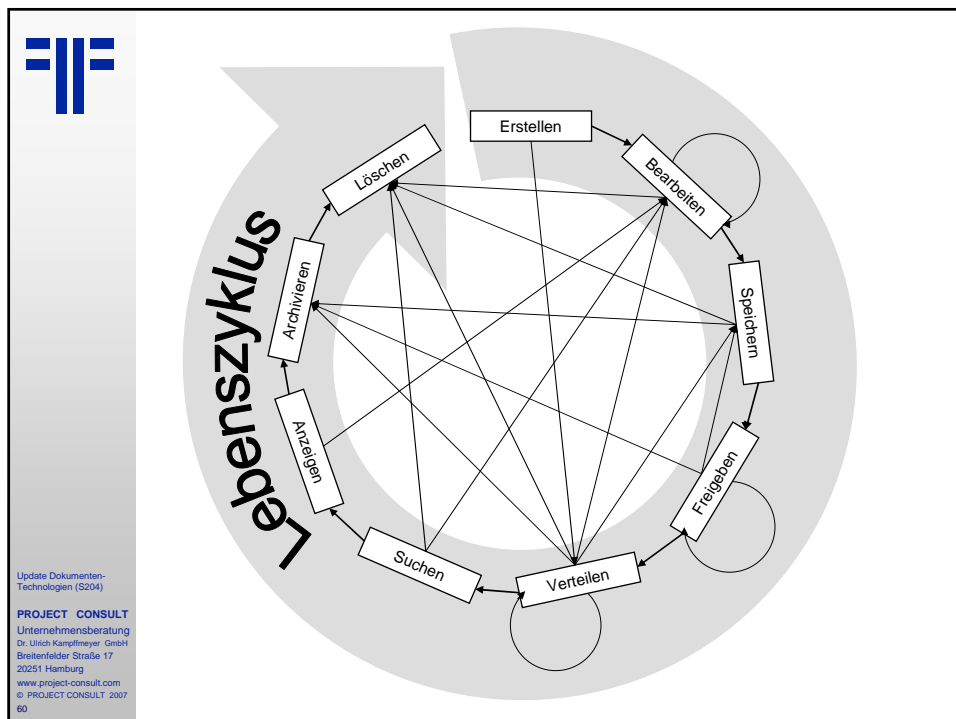 Erstellen
Bearbeiten
Speichern
Freigeben
Verteilen
Suchen
Anzeigen
Archivieren
Löschen
Lebenszyklus
Update Dokumenten-
Technologien (S204)
PROJECT CONSULT
Unternehmensberatung
Dr. Ulrich Kampffmeyer GmbH
Breitenfelder Straße 17
20251 Hamburg
www.project-consult.com
© PROJECT CONSULT 2007
60